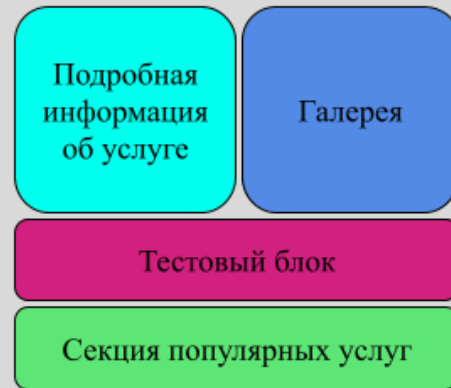 Подробная
информация
об услуге
Галерея
Тестовый блок
Секция популярных услуг